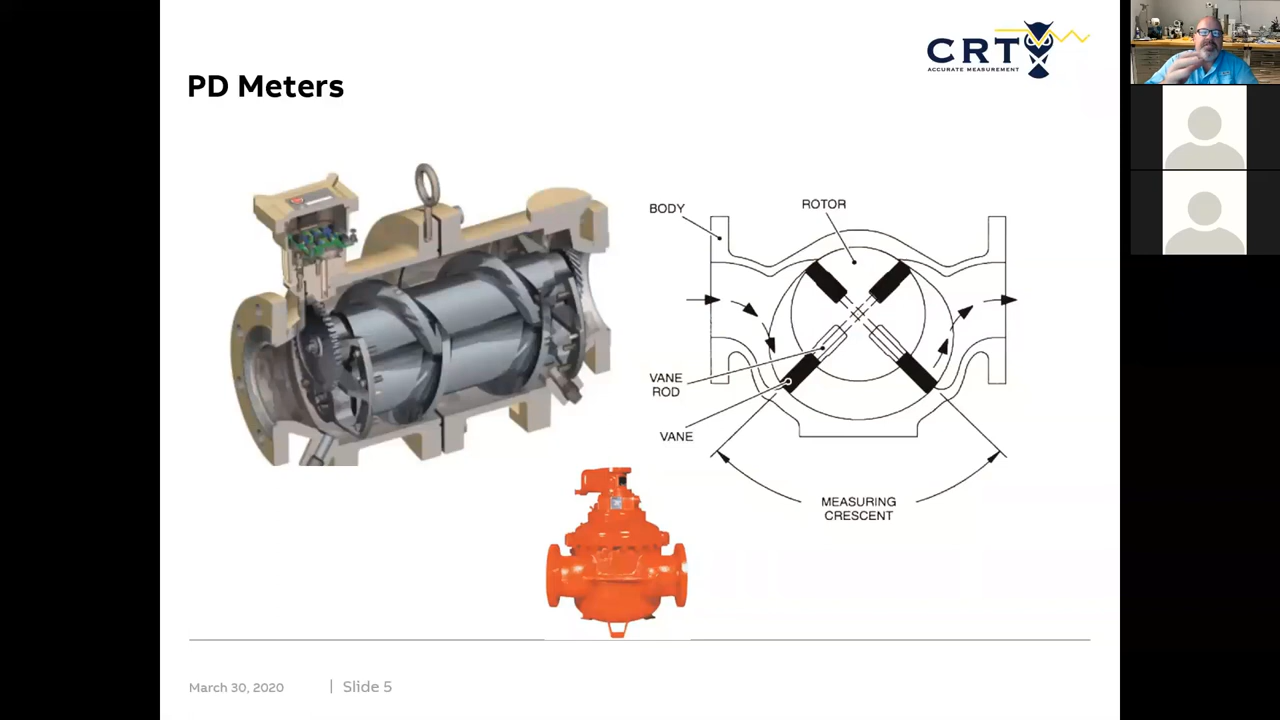 CRT
ACCURATE MEASUREMENT
PD Meters
BODY
ROTOR
VANE
ROD
VANE
MEASURING
CRESCENT
March 30, 2020 | Slide 5